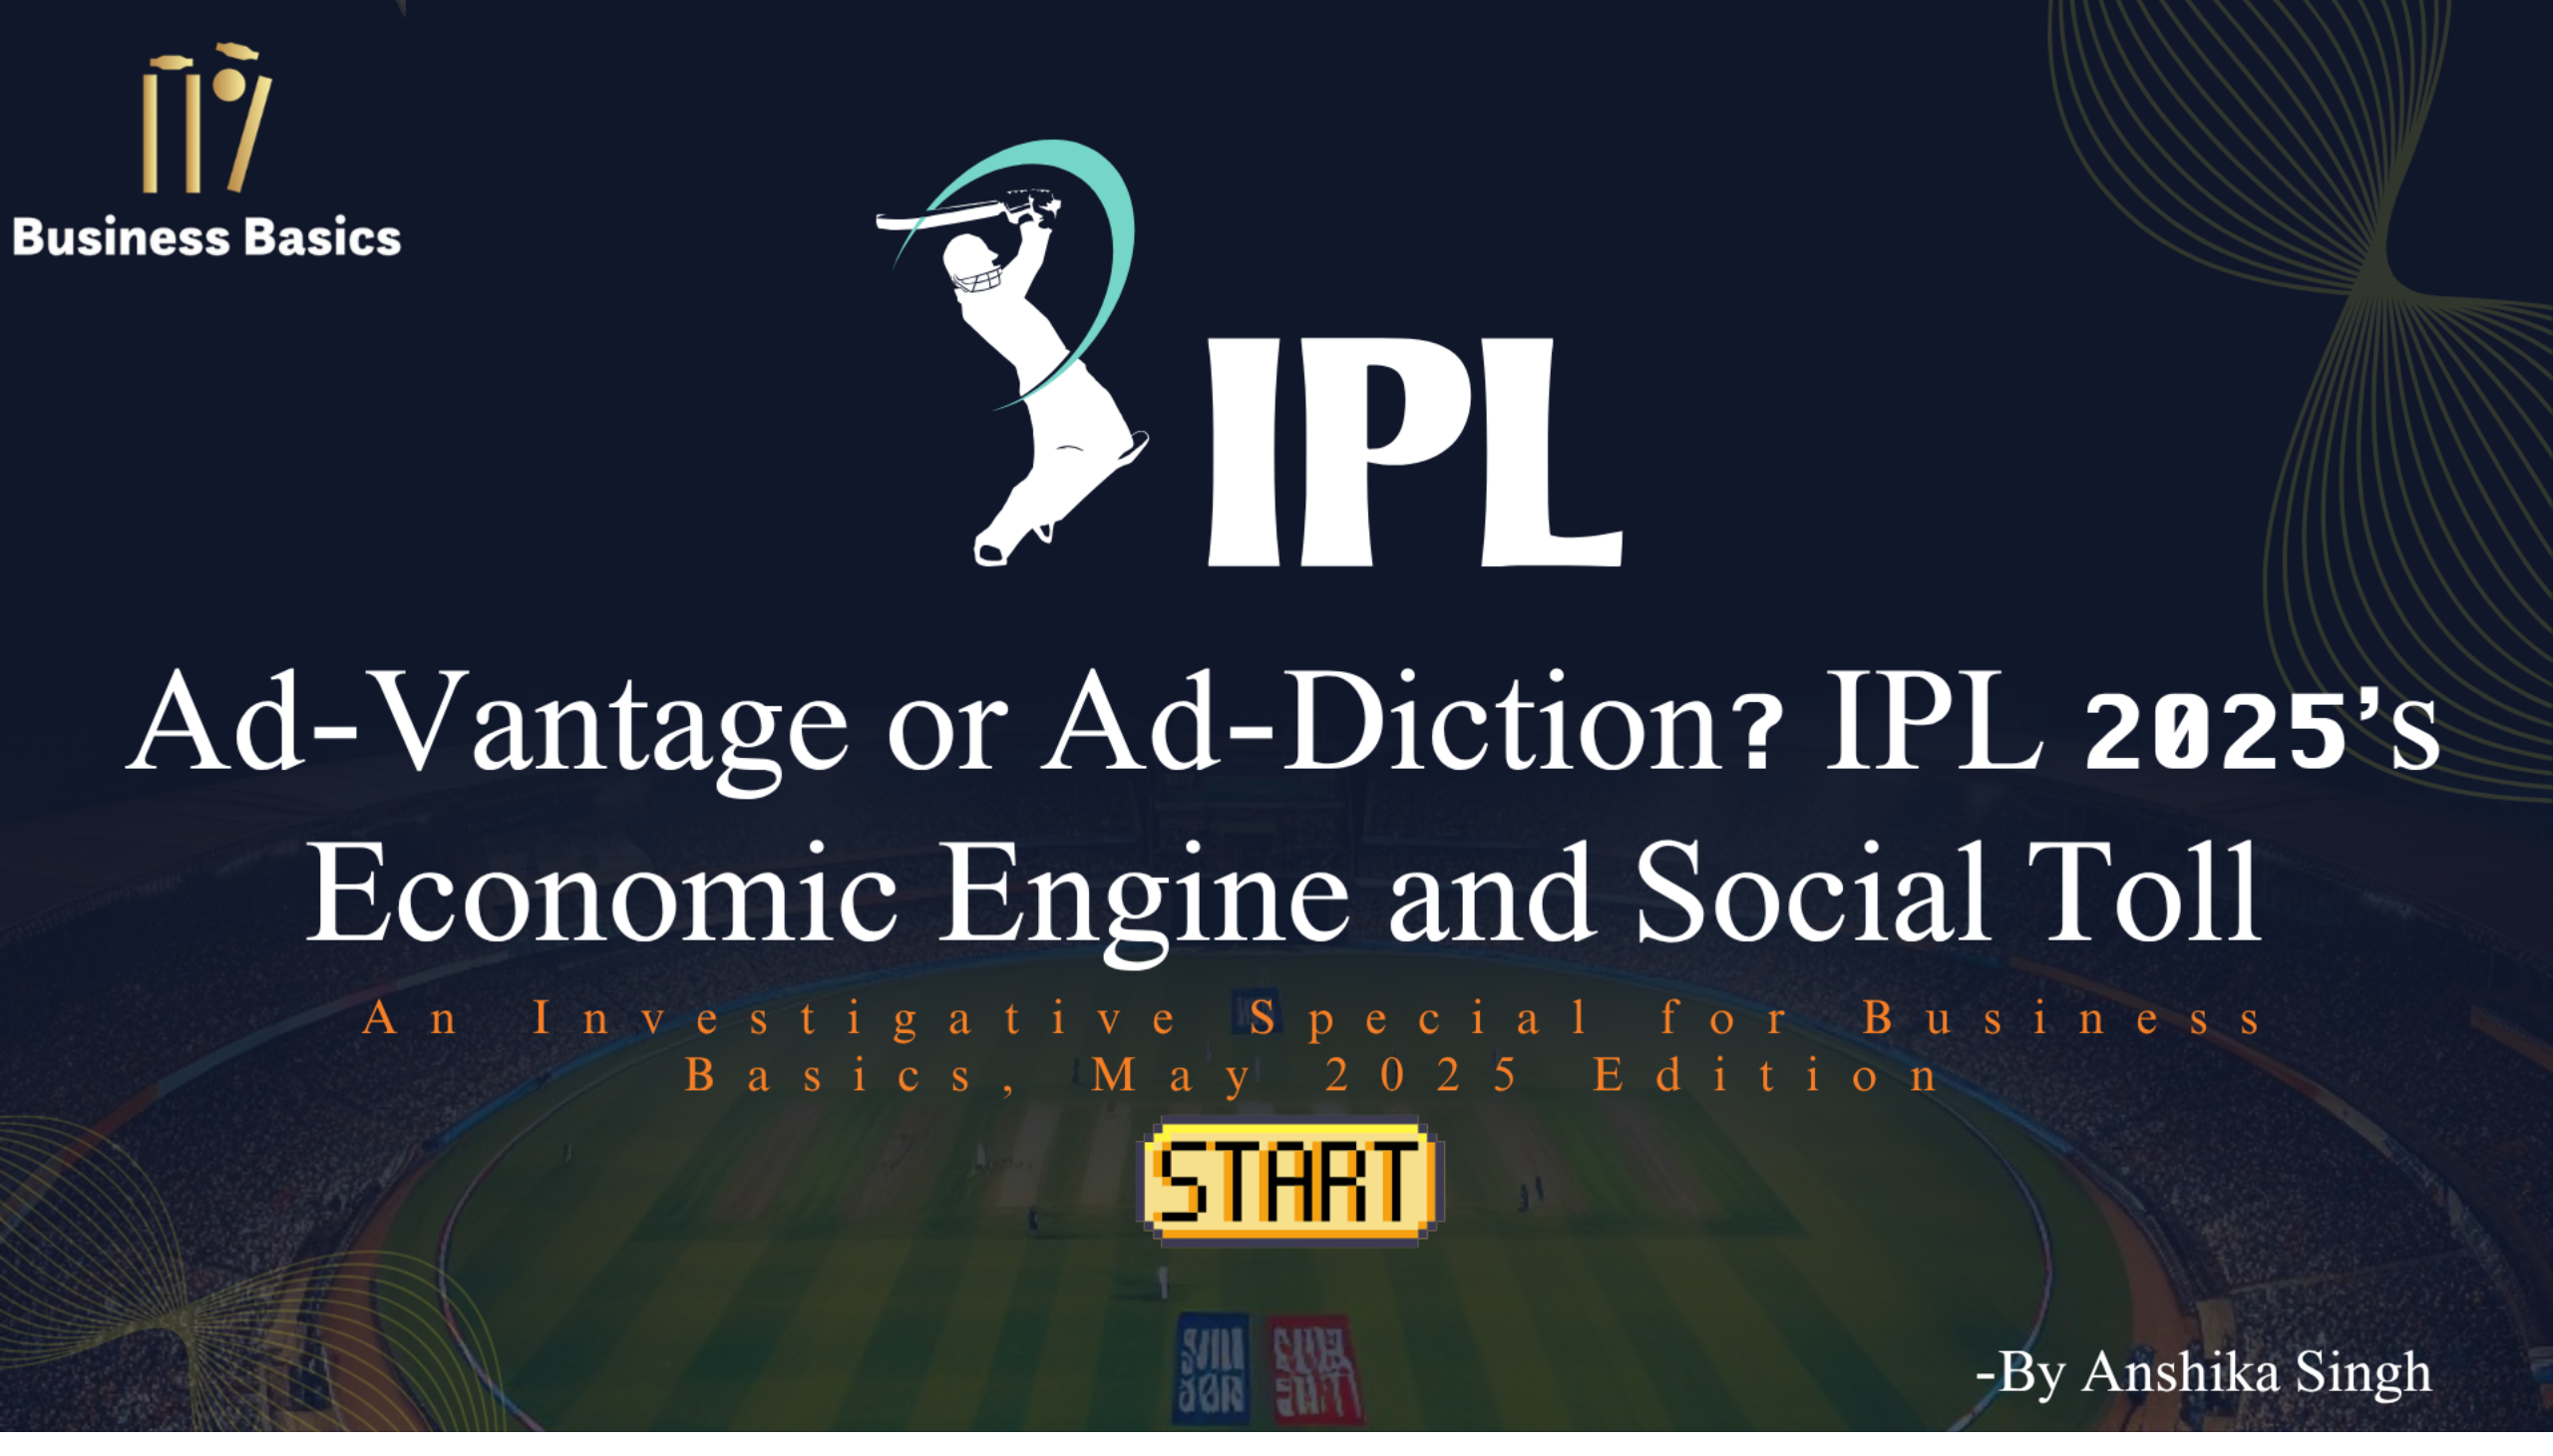 Business Basics
IPL
Ad-Vantage or Ad-Diction? IPL 2025’s
Economic Engine and Social Toll
An Investigative Special for Business
Basics, May 2025 Edition
START
-By Anshika Singh